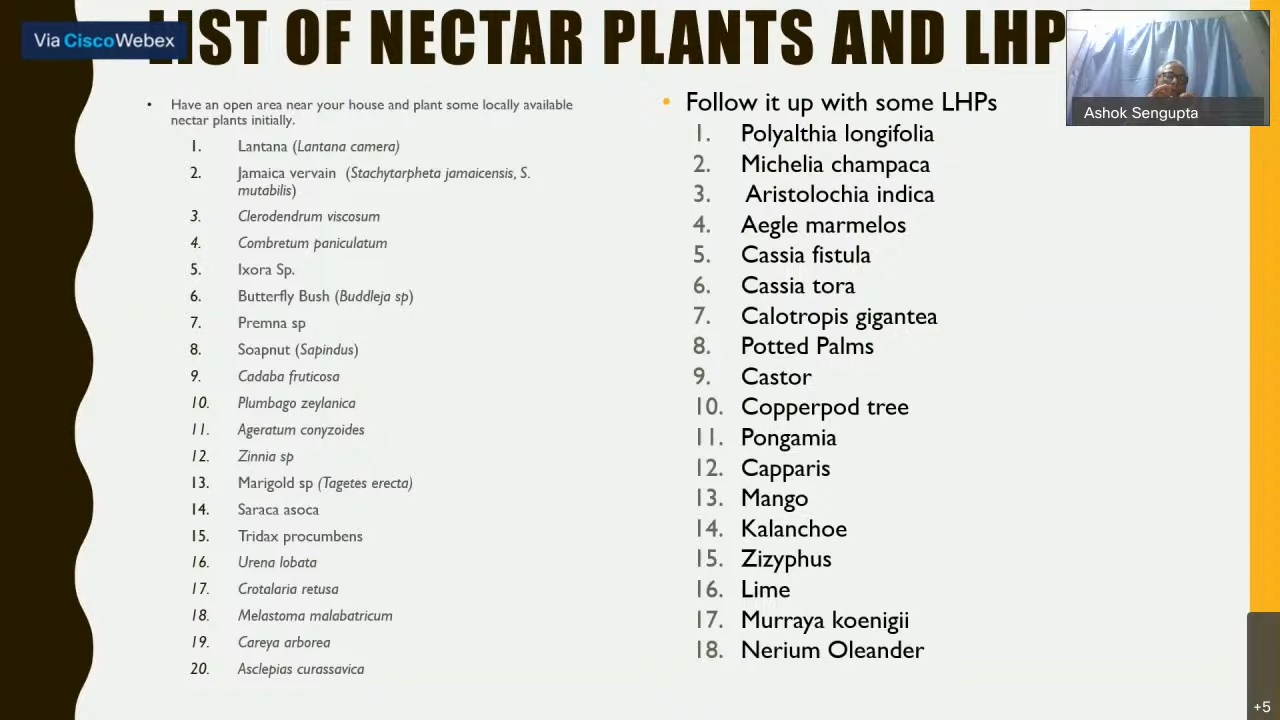 Via Cisco Webex
LIST OF NECTAR PLANTS AND LHPS
Ashok Sengupta
• Have an open area near your house and plant some locally available
nectar plants initially.
1. Lantana (Lantana camera)
2. Jamaica vervain (Stachytarpheta jamaicensis, S.
mutabilis)
3. Clerodendrum viscosum
4. Combretum paniculatum
5. Ixora Sp.
6. Butterfly Bush (Buddleja sp)
7. Premna sp
8. Soapnut (Sapindus)
9. Cadaba fruticosa
10. Plumbago zeylanica
11. Ageratum conyzoides
12. Zinnia sp
13. Marigold sp (Tagetes erecta)
14. Saraca asoca
15. Tridax procumbens
16. Urena lobata
17. Crotalaria retusa
18. Melastoma malabatricum
19. Careya arborea
20. Asclepias curassavica
• Follow it up with some LHPs
1. Polyalthia longifolia
2. Michelia champaca
3. Aristolochia indica
4. Aegle marmelos
5. Cassia fistula
6. Cassia tora
7. Calotropis gigantea
8. Potted Palms
9. Castor
10. Copperpod tree
11. Pongamia
12. Capparis
13. Mango
14. Kalanchoe
15. Zizyphus
16. Lime
17. Murraya koenigii
18. Nerium Oleander
+5